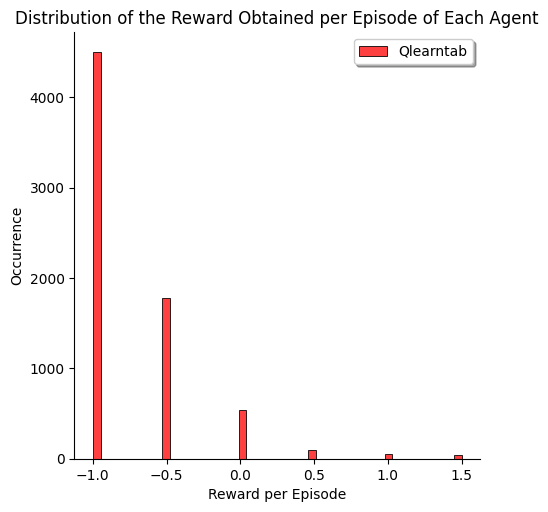 Distribution of the Reward Obtained per Episode of Each Agent
Qlearntab
4000
3000
2000
1000
0
Occurrence
−1.0 −0.5 0.0 0.5 1.0 1.5
Reward per Episode